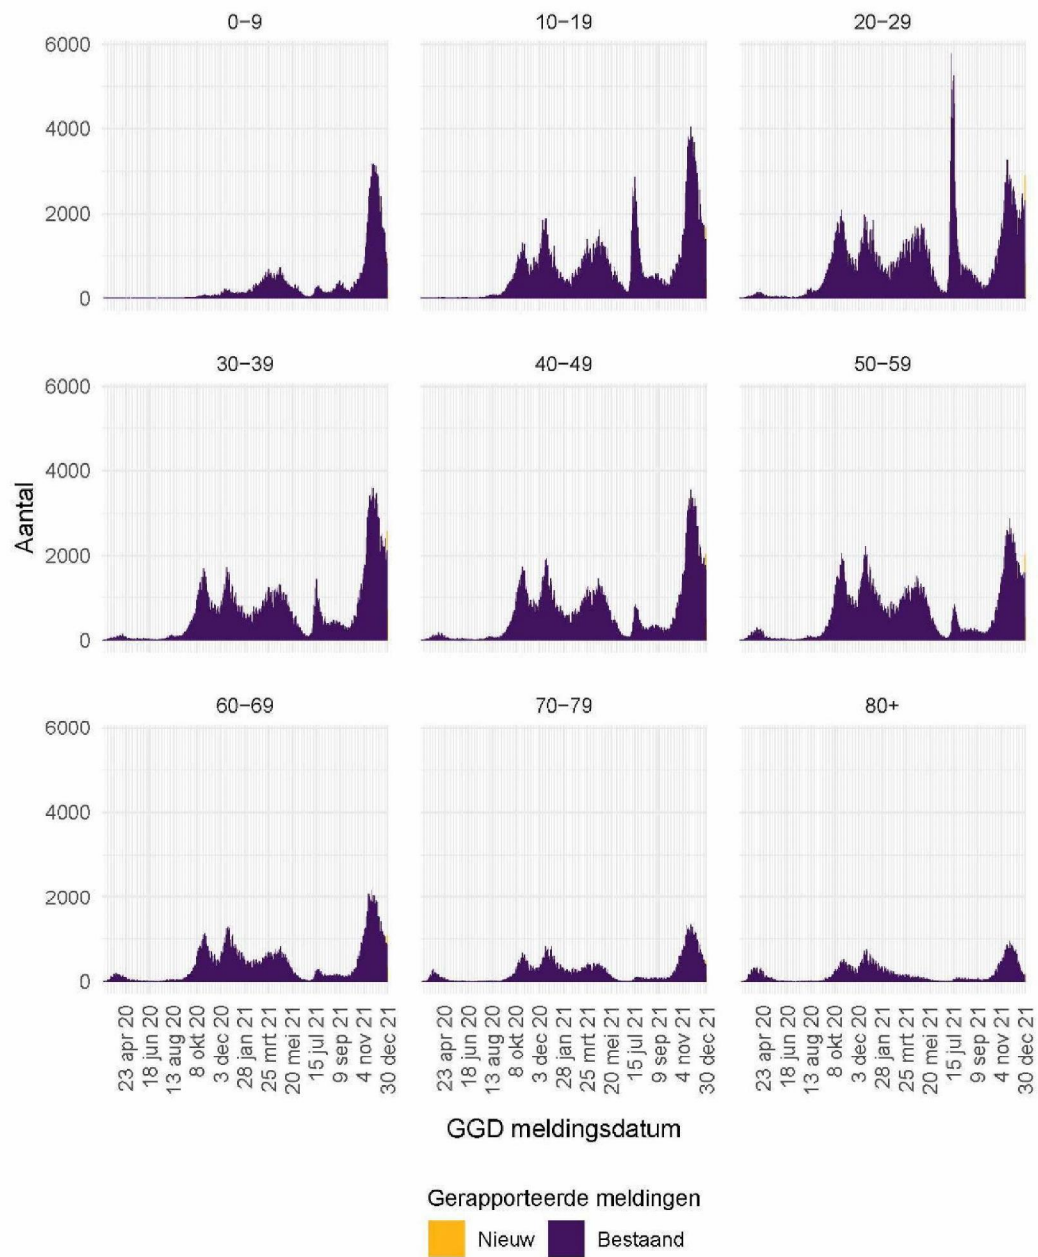 0-9 10-19 20-29
6000
4000
2000
0
30-39 40-49 50-59
6000
4000
2000
0
Aantal
60-69 70-79 80+
6000
4000
2000
0
23 apr 20
18 jun 20
13 aug 20
8 okt 20
3 dec 20
28 jan 21
25 mrt 21
20 mei 21
15 jul 21
9 sep 21
4 nov 21
30 dec 21
23 apr 20
18 jun 20
13 aug 20
8 okt 20
3 dec 20
28 jan 21
25 mrt 21
20 mei 21
15 jul 21
9 sep 21
4 nov 21
30 dec 21
23 apr 20
18 jun 20
13 aug 20
8 okt 20
3 dec 20
28 jan 21
25 mrt 21
20 mei 21
15 jul 21
9 sep 21
4 nov 21
30 dec 21
GGD meldingsdatum
Gerapporteerde meldingen
Nieuw Bestaand